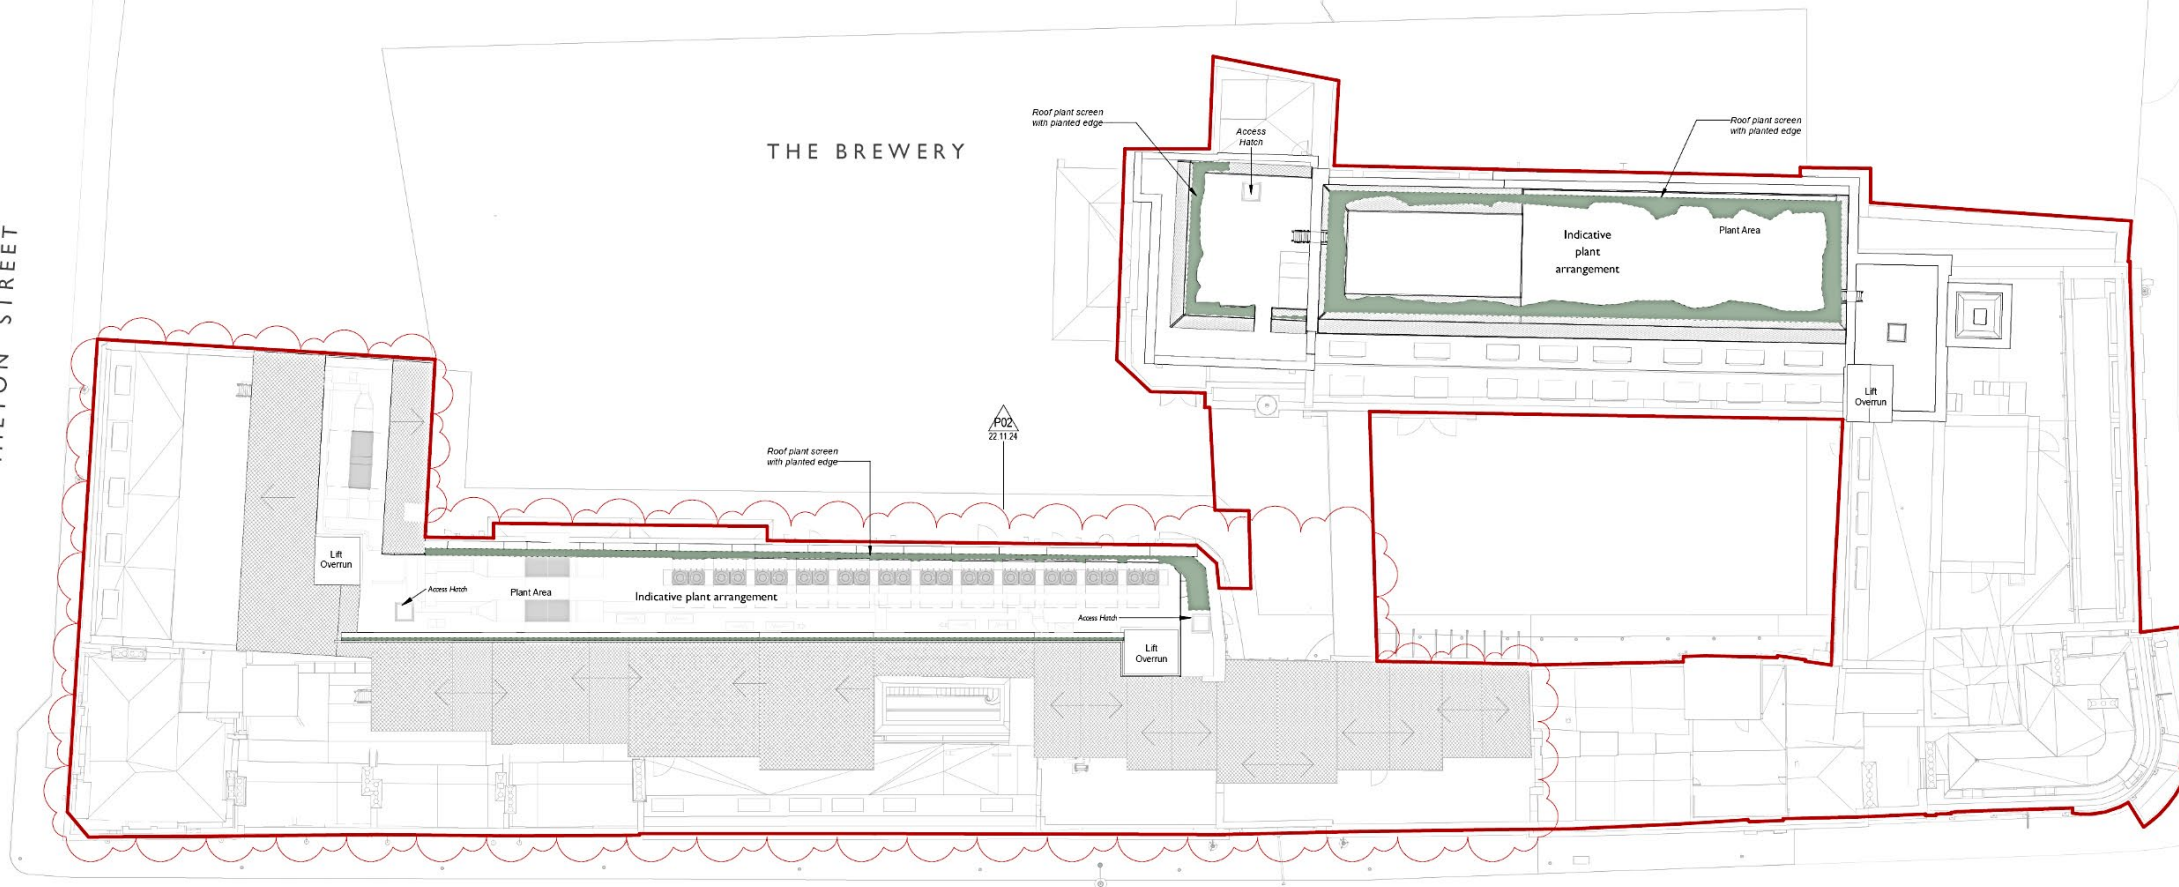 THE BREWERY
STREET
Roof plant screen
with planted edge
Access
Hatch
Roof plant screen
with planted edge
Indicative
plant
arrangement
Plant Area
Lift
Overrun
P02
22.11.24
Roof plant screen
with planted edge
Lift
Overrun
Access Hatch
Plant Area
Indicative plant arrangement
Access Hatch
Lift
Overrun